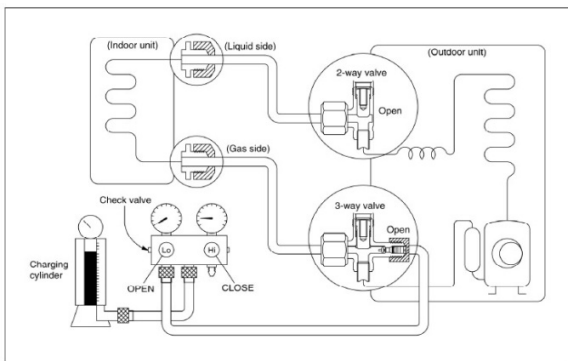 (Indoor unit)
(Liquid side)
(Outdoor unit)
2-way valve
Open
(Gas side)
3-way valve
Open
Check valve
Lo
Hi
Charging
cylinder
OPEN
CLOSE